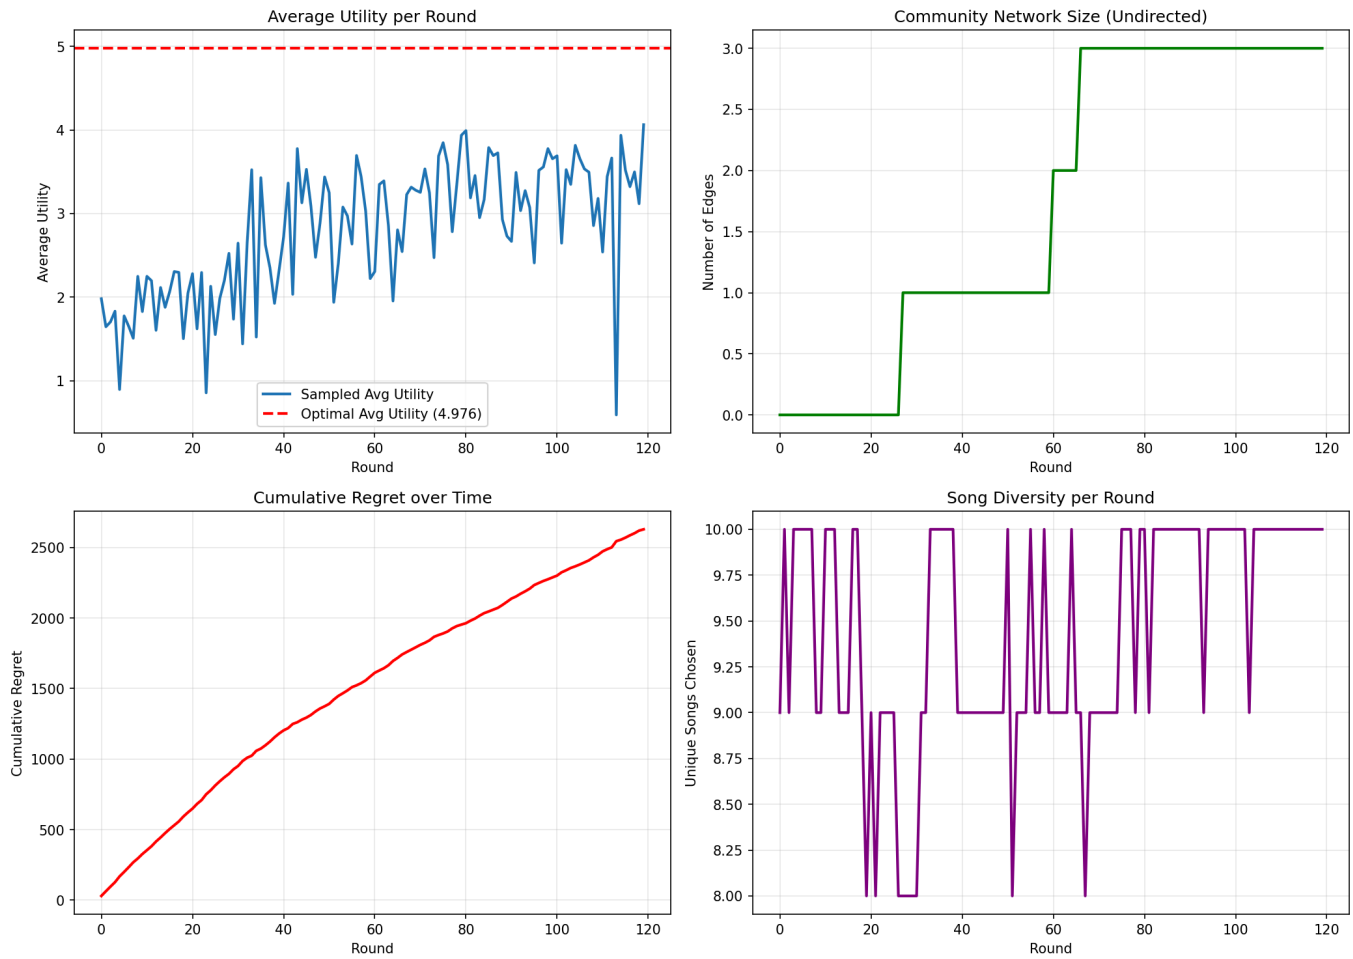 Average Utility per Round
5
4
3
2
1
Average Utility
Sampled Avg Utility
Optimal Avg Utility (4.976)
0 20 40 60 80 100 120
Round
Community Network Size (Undirected)
3.0
2.5
2.0
1.5
1.0
0.5
0.0
Number of Edges
0 20 40 60 80 100 120
Round
Cumulative Regret over Time
2500
2000
1500
1000
500
0
Cumulative Regret
0 20 40 60 80 100 120
Round
Song Diversity per Round
10.00
9.75
9.50
9.25
9.00
8.75
8.50
8.25
8.00
Unique Songs Chosen
0 20 40 60 80 100 120
Round